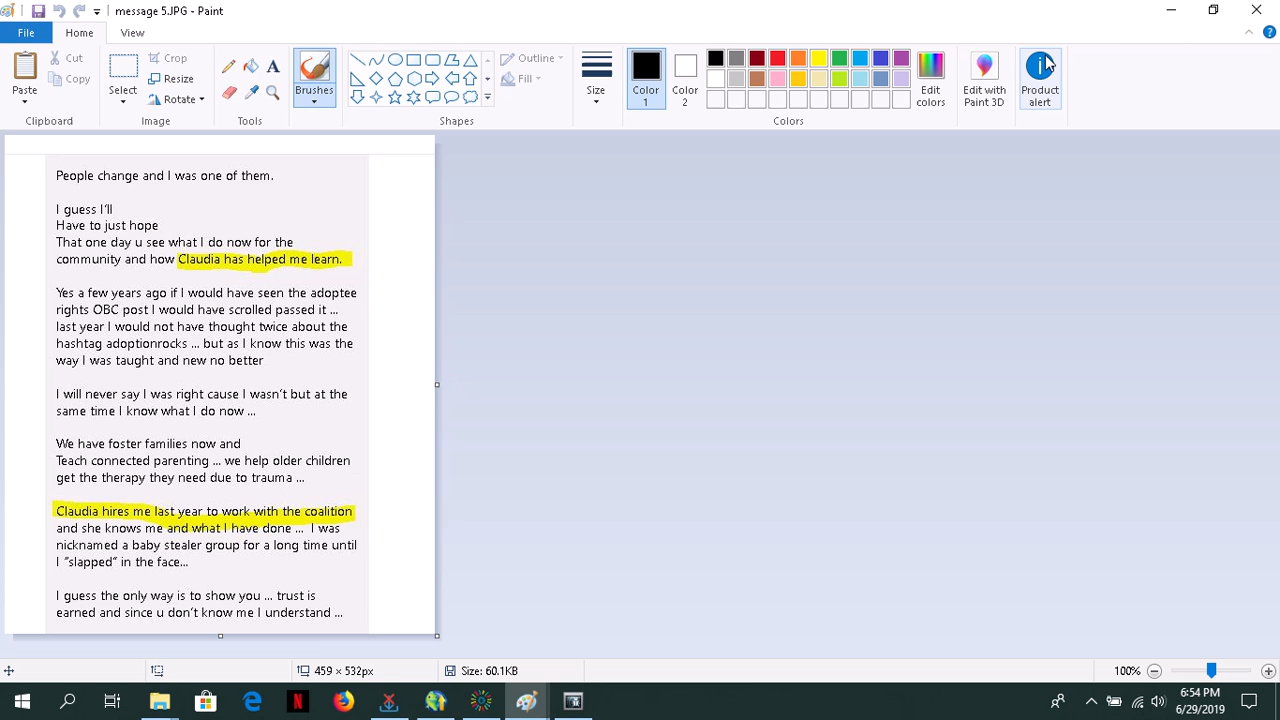 message 5.JPG - Paint
File
Home
View
Paste
Cut
Copy
Clipboard
Select
Crop
Resize
Rotate
Image
A
Tools
Brushes
Outline
Fill
Shapes
Size
Color 1
Color 2
Edit colors
Colors
Edit with Paint 3D
Product alert
People change and I was one of them.
I guess I'll
Have to just hope
That one day u see what I do now for the
community and how Claudia has helped me learn.
Yes a few years ago if I would have seen the adoptee
rights OBC post I would have scrolled passed it ...
last year I would not have thought twice about the
hashtag adoptionrocks ... but as I know this was the
way I was taught and new no better
I will never say I was right cause I wasn't but at the
same time I know what I do now ...
We have foster families now and
Teach connected parenting ... we help older children
get the therapy they need due to trauma ...
Claudia hires me last year to work with the coalition
and she knows me and what I have done ... I was
nicknamed a baby stealer group for a long time until
I "slapped" in the face...
I guess the only way is to show you ... trust is
earned and since u don't know me I understand ...
459 × 532px
Size: 60.1KB
100%
6:54 PM
6/29/2019